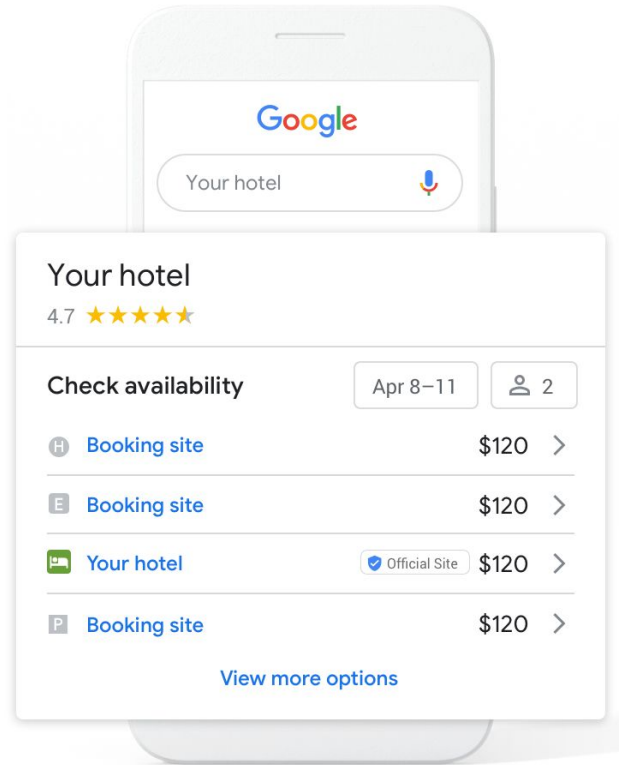 Google
Your hotel
Your hotel
4.7
Check availability Apr 8–11 2
H Booking site $120
E Booking site $120
Your hotel Official Site $120
P Booking site $120
View more options